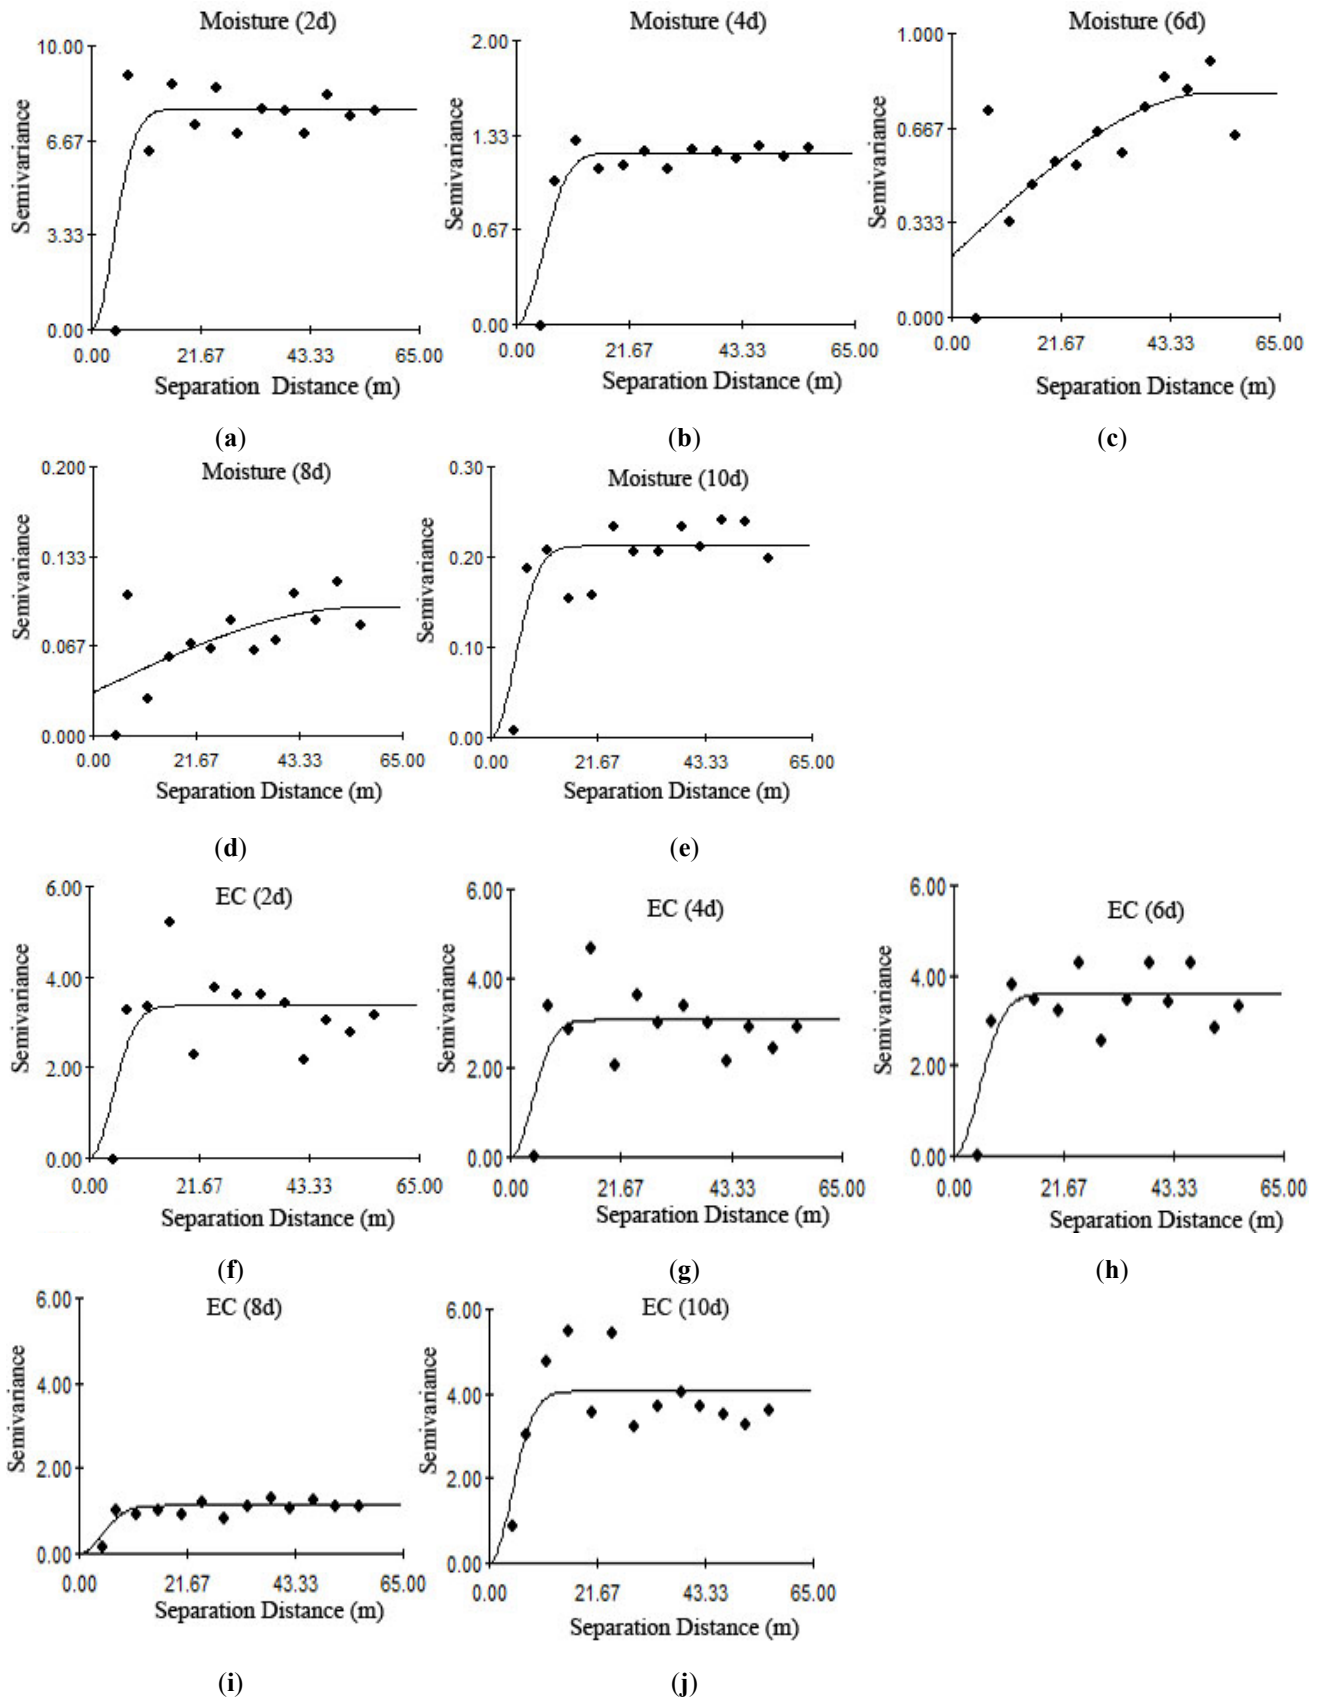 Moisture (2d)
Semivariance
10.00
6.67
3.33
0.00
0.00 21.67 43.33 65.00
Separation Distance (m)
(a)
Moisture (4d)
Semivariance
2.00
1.33
0.67
0.00
0.00 21.67 43.33 65.00
Separation Distance (m)
(b)
Moisture (6d)
Semivariance
1.000
0.667
0.333
0.000
0.00 21.67 43.33 65.00
Separation Distance (m)
(c)
Moisture (8d)
Semivariance
0.200
0.133
0.067
0.000
0.00 21.67 43.33 65.00
Separation Distance (m)
(d)
Moisture (10d)
Semivariance
0.30
0.20
0.10
0.00
0.00 21.67 43.33 65.00
Separation Distance (m)
(e)
EC (2d)
Semivariance
6.00
4.00
2.00
0.00
0.00 21.67 43.33 65.00
Separation Distance (m)
(f)
EC (4d)
Semivariance
6.00
4.00
2.00
0.00
0.00 21.67 43.33 65.00
Separation Distance (m)
(g)
EC (6d)
Semivariance
6.00
4.00
2.00
0.00
0.00 21.67 43.33 65.00
Separation Distance (m)
(h)
EC (8d)
Semivariance
6.00
4.00
2.00
0.00
0.00 21.67 43.33 65.00
Separation Distance (m)
(i)
EC (10d)
Semivariance
6.00
4.00
2.00
0.00
0.00 21.67 43.33 65.00
Separation Distance (m)
(j)